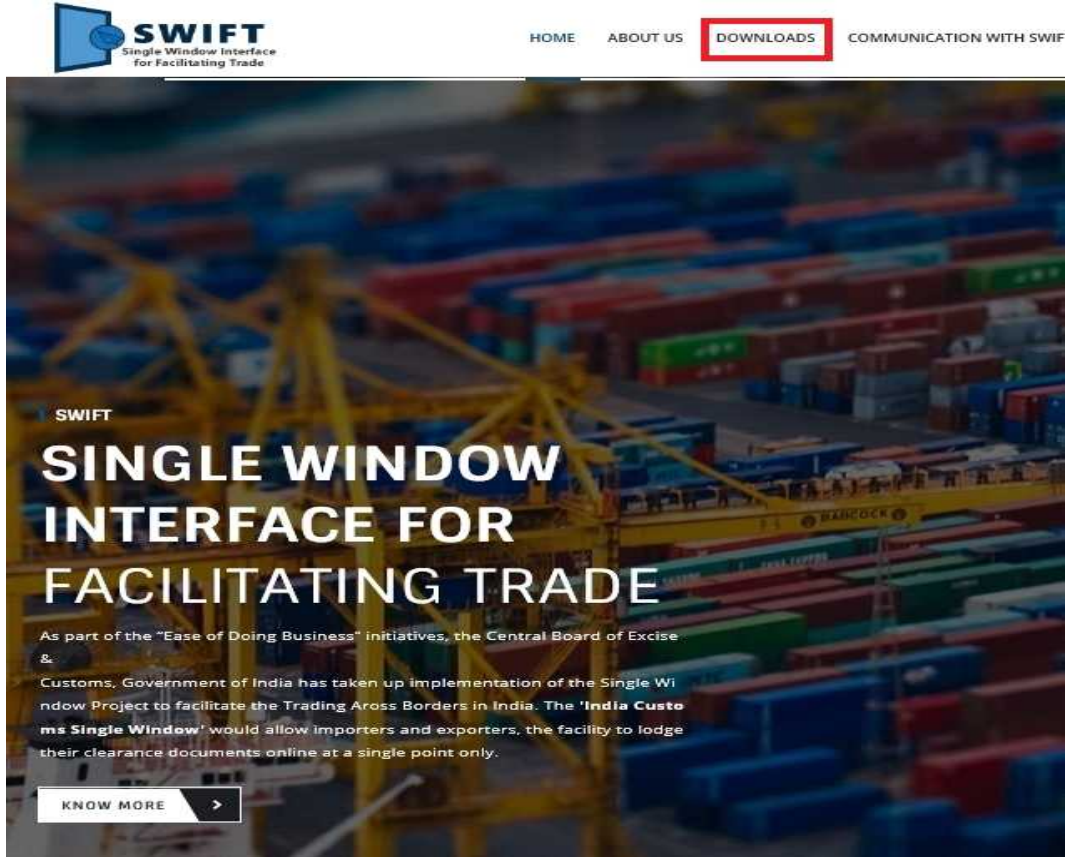 SWIFT
Single Window Interface
for Facilitating Trade
HOME ABOUT US DOWNLOADS COMMUNICATION WITH SWIF
SWIFT
SINGLE WINDOW
INTERFACE FOR
FACILITATING TRADE
As part of the "Ease of Doing Business" initiatives, the Central Board of Excise
&
Customs, Government of India has taken up implementation of the Single Wi
ndow Project to facilitate the Trading Aross Borders in India. The 'India Custo
ms Single Window' would allow importers and exporters, the facility to lodge
their clearance documents online at a single point only.
KNOW MORE >
BABCOCK